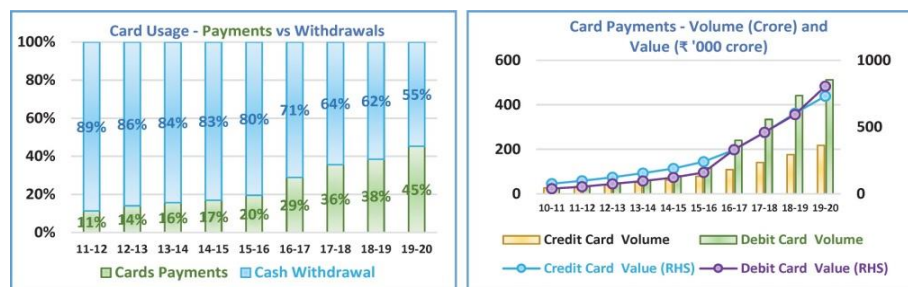 Card Usage - Payments vs Withdrawals
100%
80%
60%
40%
20%
0%
89% 86% 84% 83% 80% 71% 64% 62% 55%
11% 14% 16% 17% 20% 29% 36% 38% 45%
11-12 12-13 13-14 14-15 15-16 16-17 17-18 18-19 19-20
Cards Payments Cash Withdrawal
Card Payments - Volume (Crore) and
Value (₹ '000 crore)
600 1000
400
500
200
0 0
10-11 11-12 12-13 13-14 14-15 15-16 16-17 17-18 18-19 19-20
Credit Card Volume Debit Card Volume
Credit Card Value (RHS) Debit Card Value (RHS)